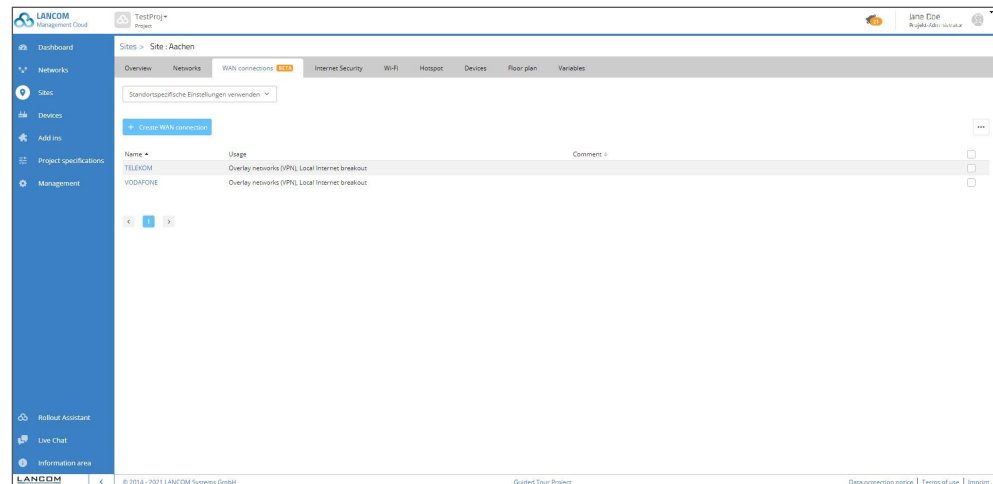 LANCOM
Management Cloud
TestProj
Project
21
Jane Doe
Projekt-Administrator
Dashboard
Networks
Sites
Devices
Add ins
Project specifications
Management
Sites > Site : Aachen
Overview Networks WAN connections BETA Internet Security Wi-Fi Hotspot Devices Floor plan Variables
Standortspezifische Einstellungen verwenden
+ Create WAN connection
...
Name Usage Comment
TELEKOM Overlay networks (VPN), Local Internet breakout
VODAFONE Overlay networks (VPN), Local Internet breakout
< 1 >
Rollout Assistant
Live Chat
Information area
LANCOM <
© 2014 - 2021 LANCOM Systems GmbH Guided Tour Project Data protection notice | Terms of use | Imprint